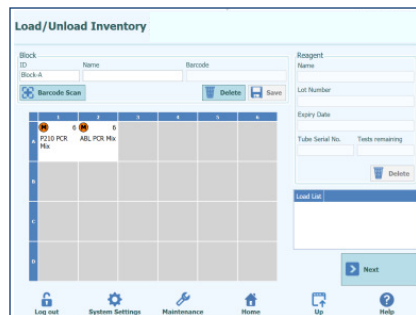 Load/Unload Inventory
Block
ID Name Barcode
Block-A
Barcode Scan Delete Save
1 2 3 4 5 6
A
M 6 M 6
P210 PCR Mix ABL PCR Mix
B
C
D
Reagent
Name
Lot Number
Expiry Date
Tube Serial No. Tests remaining
Delete
Load List
Next
Log out System Settings Maintenance Home Up Help